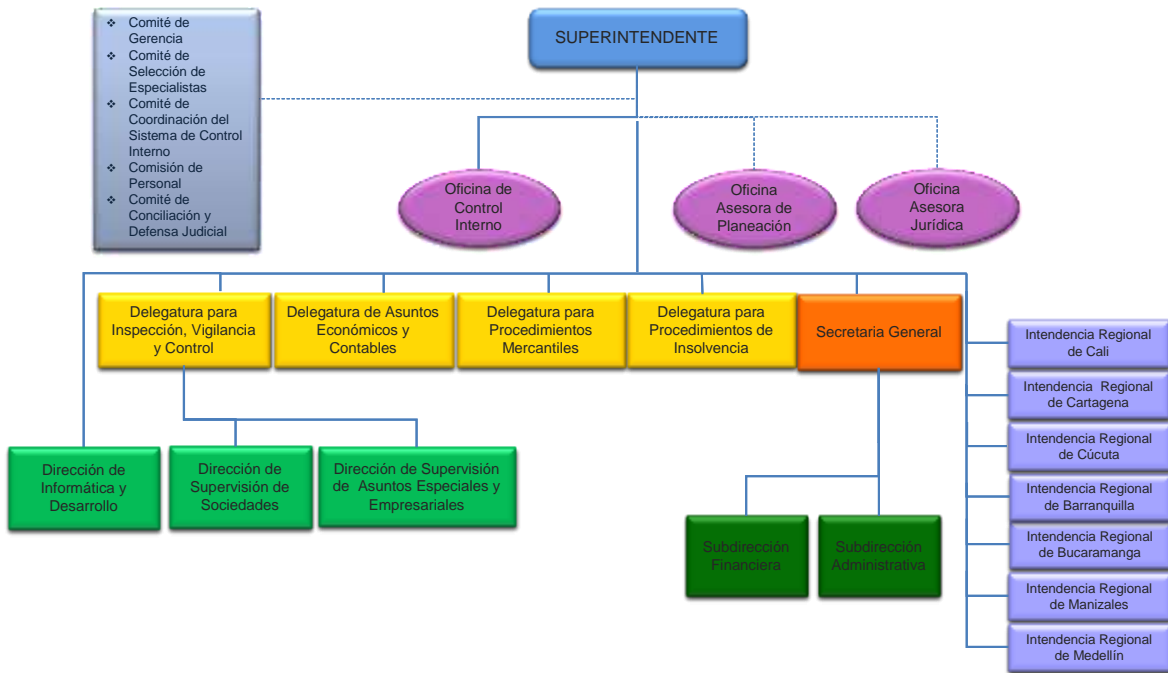 ❖ Comité de
Gerencia
❖ Comité de
Selección de
Especialistas
❖ Comité de
Coordinación del
Sistema de Control
Interno
❖ Comisión de
Personal
❖ Comité de
Conciliación y
Defensa Judicial
SUPERINTENDENTE
Oficina de
Control
Interno
Oficina
Asesora de
Planeación
Oficina
Asesora
Jurídica
Delegatura para
Inspección, Vigilancia
y Control
Delegatura de Asuntos
Económicos y
Contables
Delegatura para
Procedimientos
Mercantiles
Delegatura para
Procedimientos de
Insolvencia
Secretaria General
Dirección de
Informática y
Desarrollo
Dirección de
Supervisión de
Sociedades
Dirección de Supervisión
de Asuntos Especiales y
Empresariales
Subdirección
Financiera
Subdirección
Administrativa
Intendencia Regional
de Cali
Intendencia Regional
de Cartagena
Intendencia Regional
de Cúcuta
Intendencia Regional
de Barranquilla
Intendencia Regional
de Bucaramanga
Intendencia Regional
de Manizales
Intendencia Regional
de Medellín